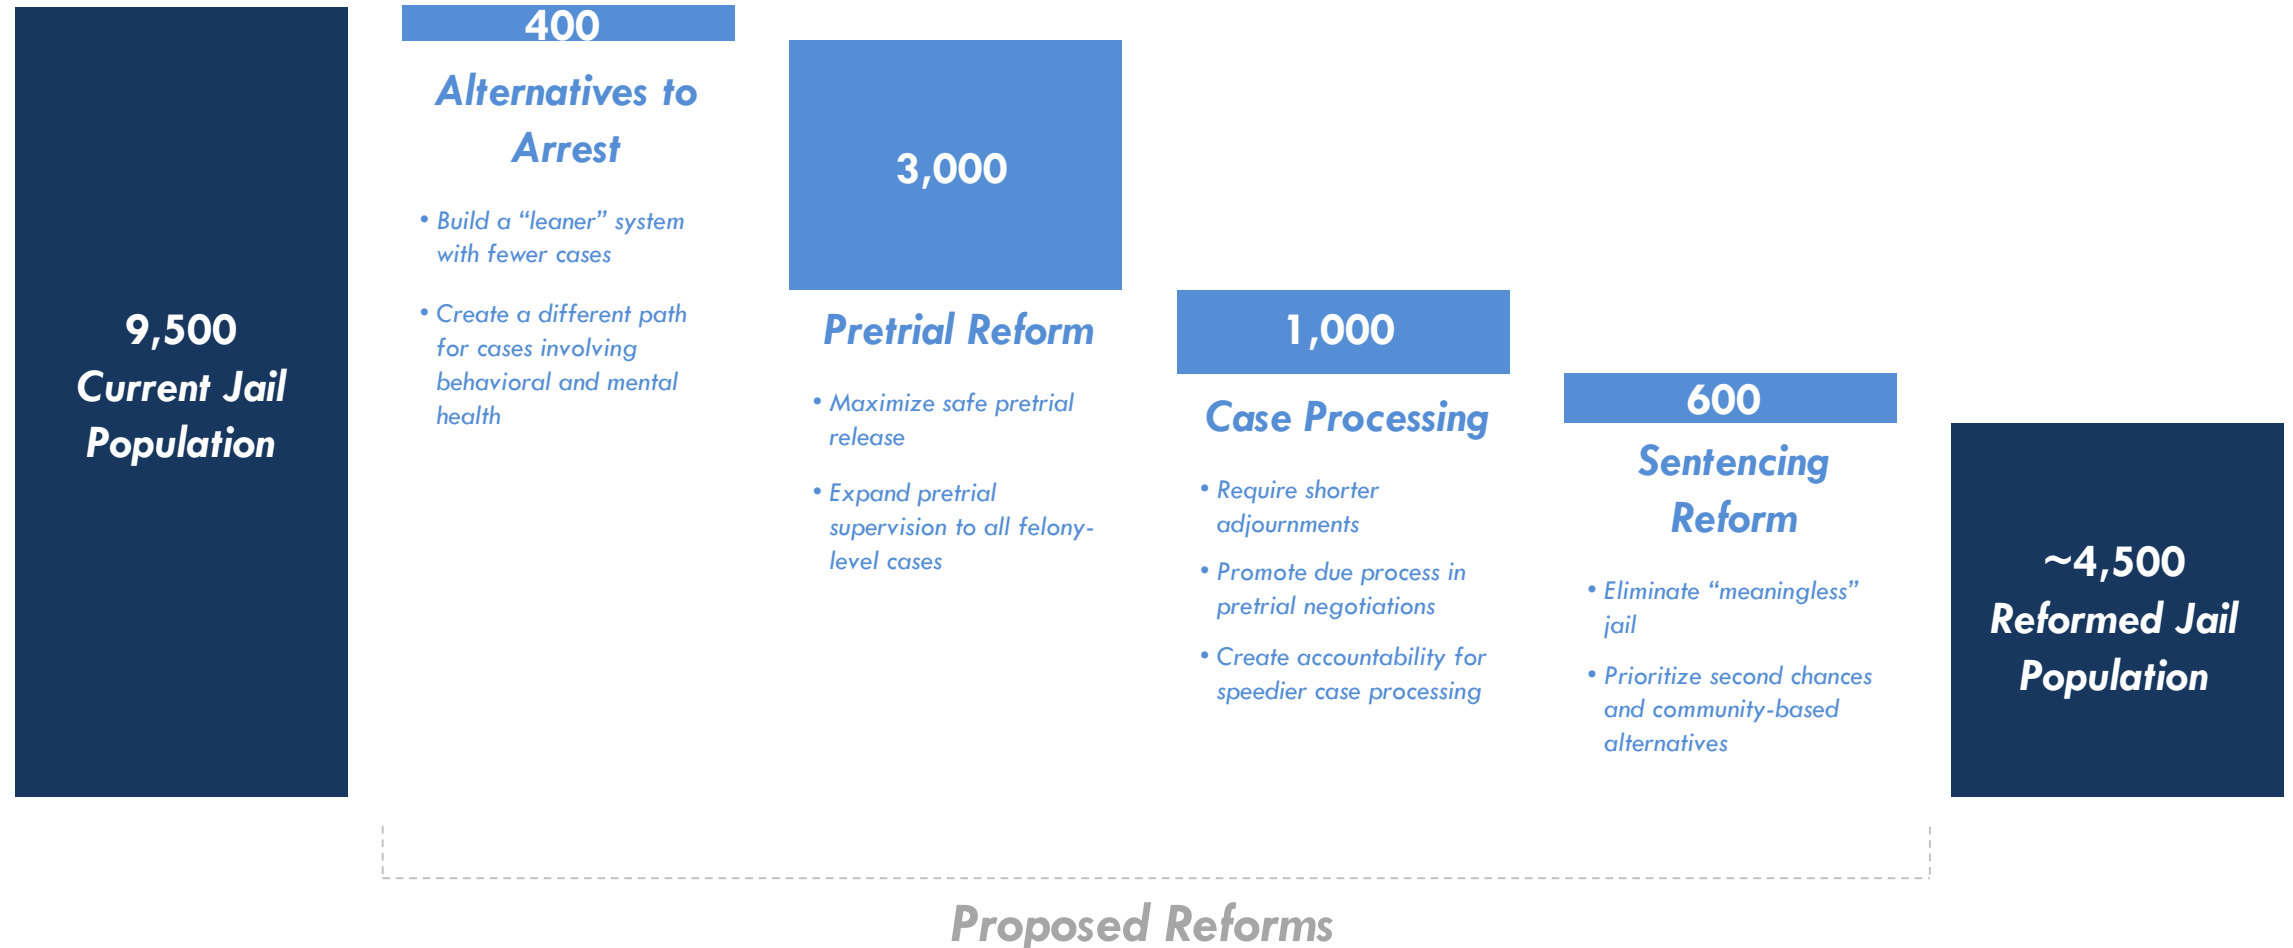 9,500
Current Jail
Population
400
Alternatives to
Arrest
• Build a “leaner” system
with fewer cases
• Create a different path
for cases involving
behavioral and mental
health
3,000
Pretrial Reform
• Maximize safe pretrial
release
• Expand pretrial
supervision to all felony-
level cases
1,000
Case Processing
• Require shorter
adjournments
• Promote due process in
pretrial negotiations
• Create accountability for
speedier case processing
600
Sentencing
Reform
• Eliminate “meaningless”
jail
• Prioritize second chances
and community-based
alternatives
~4,500
Reformed Jail
Population
Proposed Reforms